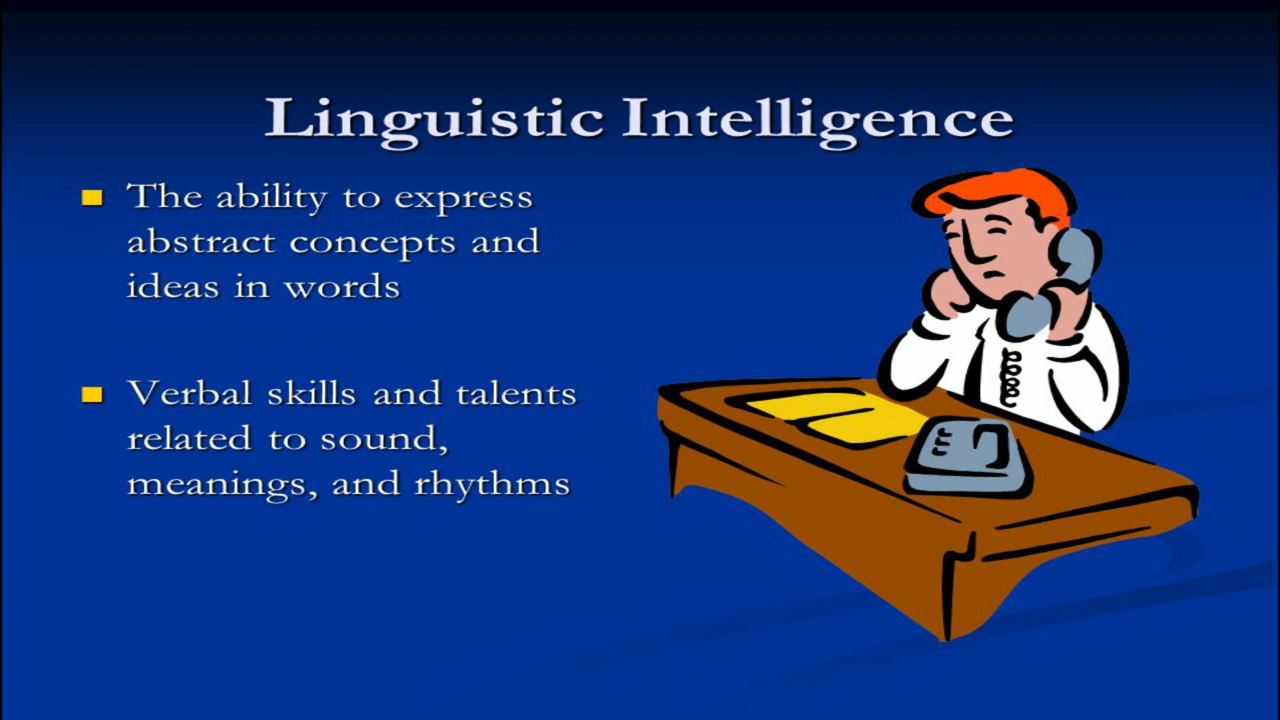 Linguistic Intelligence
The ability to express
abstract concepts and
ideas in words
Verbal skills and talents
related to sound,
meanings, and rhythms